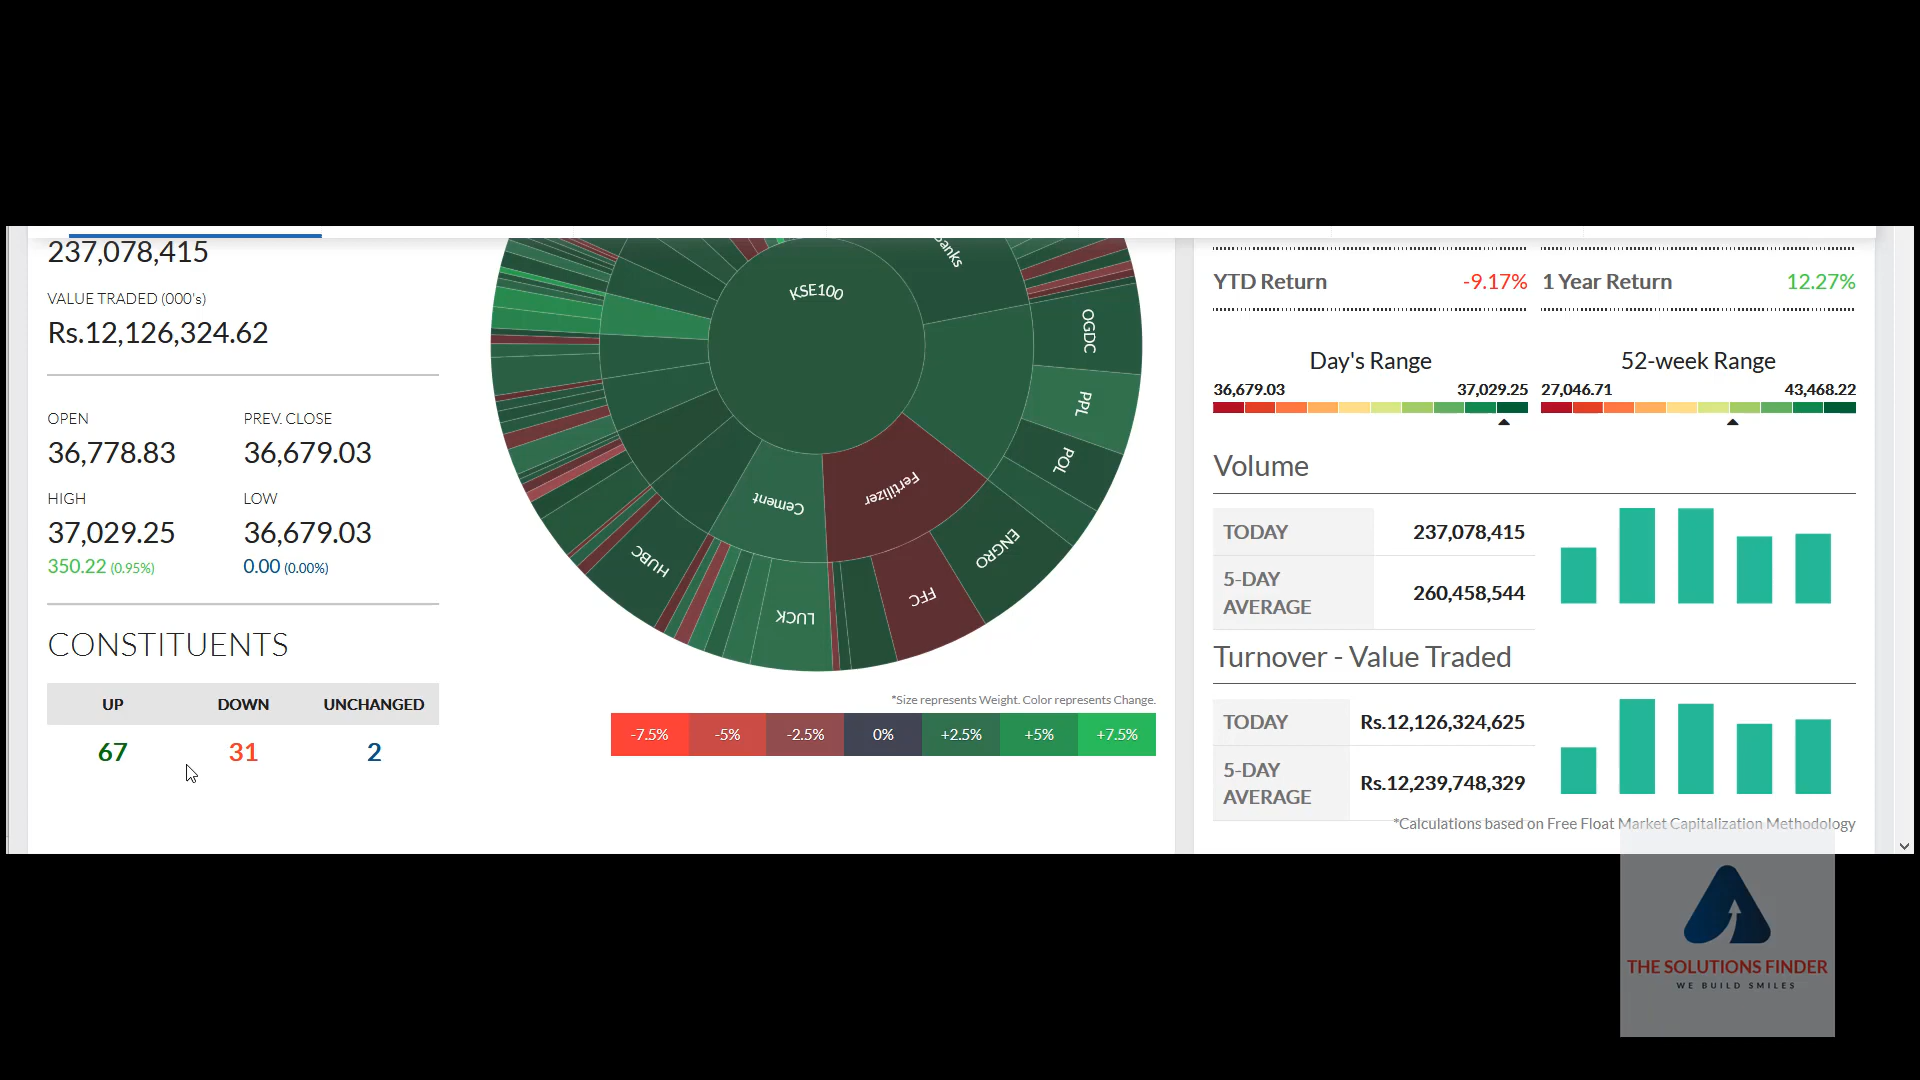 237,078,415
VALUE TRADED (000's)
Rs.12,126,324.62
OPEN PREV. CLOSE
36,778.83 36,679.03
HIGH LOW
37,029.25 36,679.03
350.22 (0.95%) 0.00 (0.00%)
CONSTITUENTS
UP DOWN UNCHANGED
67 31 2
KSE100
OGDC
PPL
POL
Fertilizer
Cement
ENGRO
FFC
LUCK
HUBC
*Size represents Weight. Color represents Change.
-7.5% -5% -2.5% 0% +2.5% +5% +7.5%
YTD Return -9.17% 1 Year Return 12.27%
Day's Range 52-week Range
36,679.03 37,029.25 27,046.71 43,468.22
Volume
TODAY 237,078,415
5-DAY
AVERAGE 260,458,544
Turnover - Value Traded
TODAY Rs.12,126,324,625
5-DAY
AVERAGE Rs.12,239,748,329
*Calculations based on Free Float Market Capitalization Methodology
THE SOLUTIONS FINDER
WE BUILD SMILES